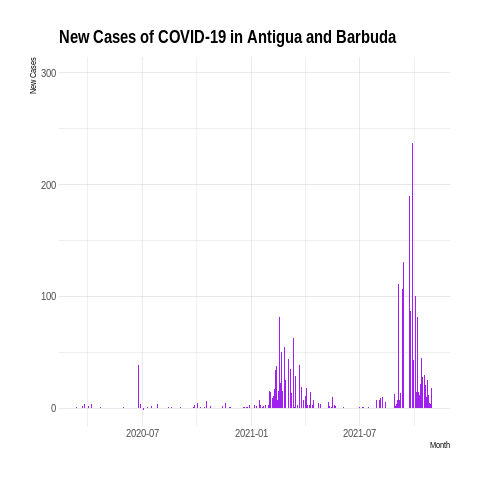 New Cases of COVID-19 in Antigua and Barbuda
New Cases
300
200
100
0
2020-07
2021-01
2021-07
Month